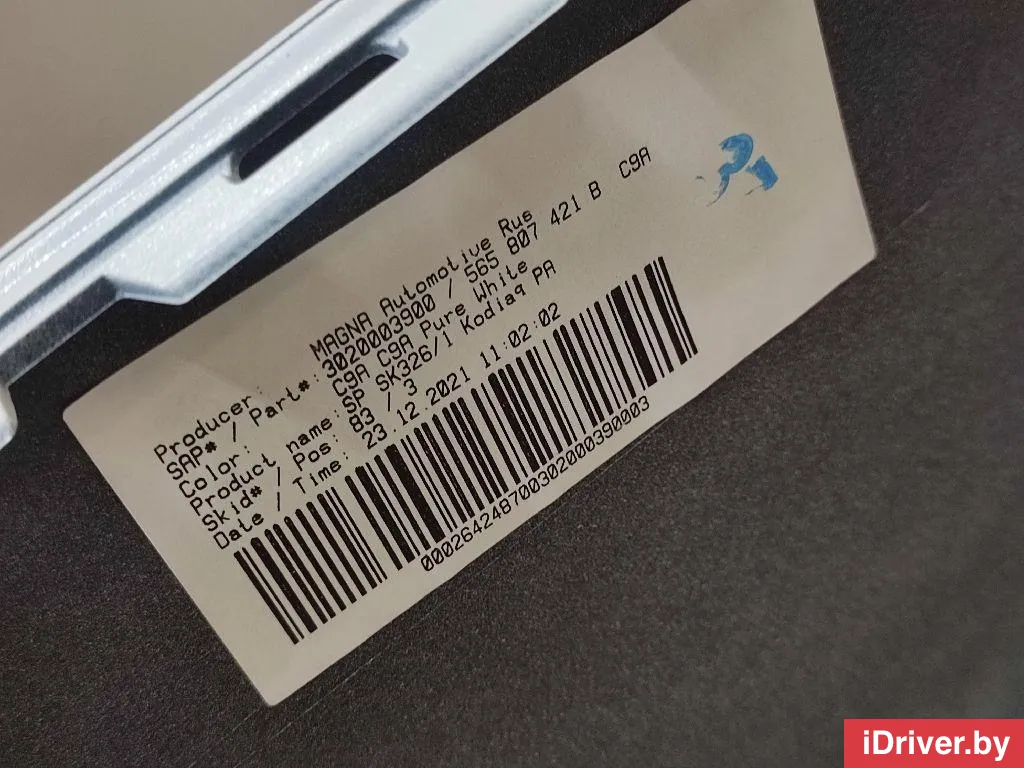 Producer: MAGNA Automotive Rus
SAP# / Part#: 3020003900 / 565 807 421 B C9A
Color: C9A C9A Pure White
Product name: SP SK326/1 Kodiaq PA
Skid# / Pos: 83 / 3
Date / Time: 23.12.2021 11:02:02
000264248700302000390003
iDriver.by